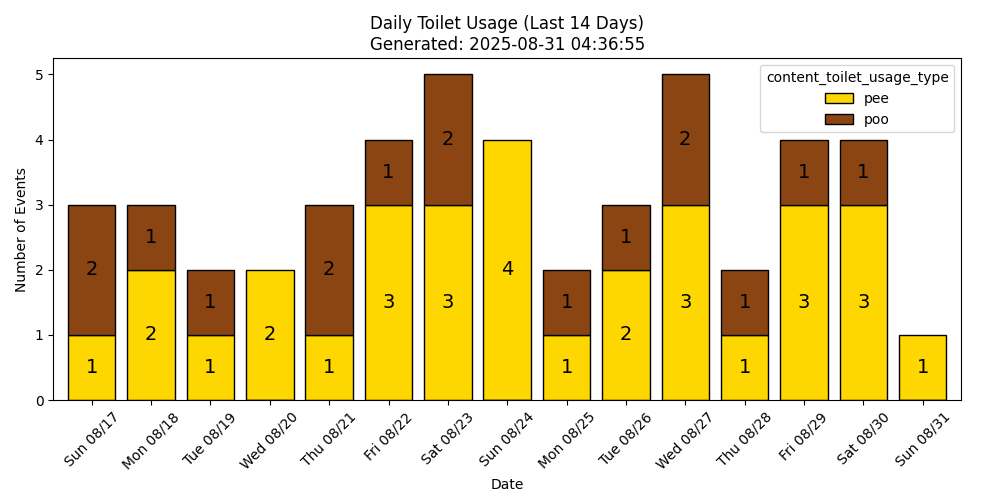 Daily Toilet Usage (Last 14 Days)
Generated: 2025-08-31 04:36:55
content_toilet_usage_type
pee
poo
Number of Events
5
4
3
2
1
0
2
1
1
2
1
2
1
2
1
2
1
3
2
3
4
1
1
1
2
2
3
1
1
1
3
1
3
1
Sun 08/17
Mon 08/18
Tue 08/19
Wed 08/20
Thu 08/21
Fri 08/22
Sat 08/23
Sun 08/24
Mon 08/25
Tue 08/26
Wed 08/27
Thu 08/28
Fri 08/29
Sat 08/30
Sun 08/31
Date